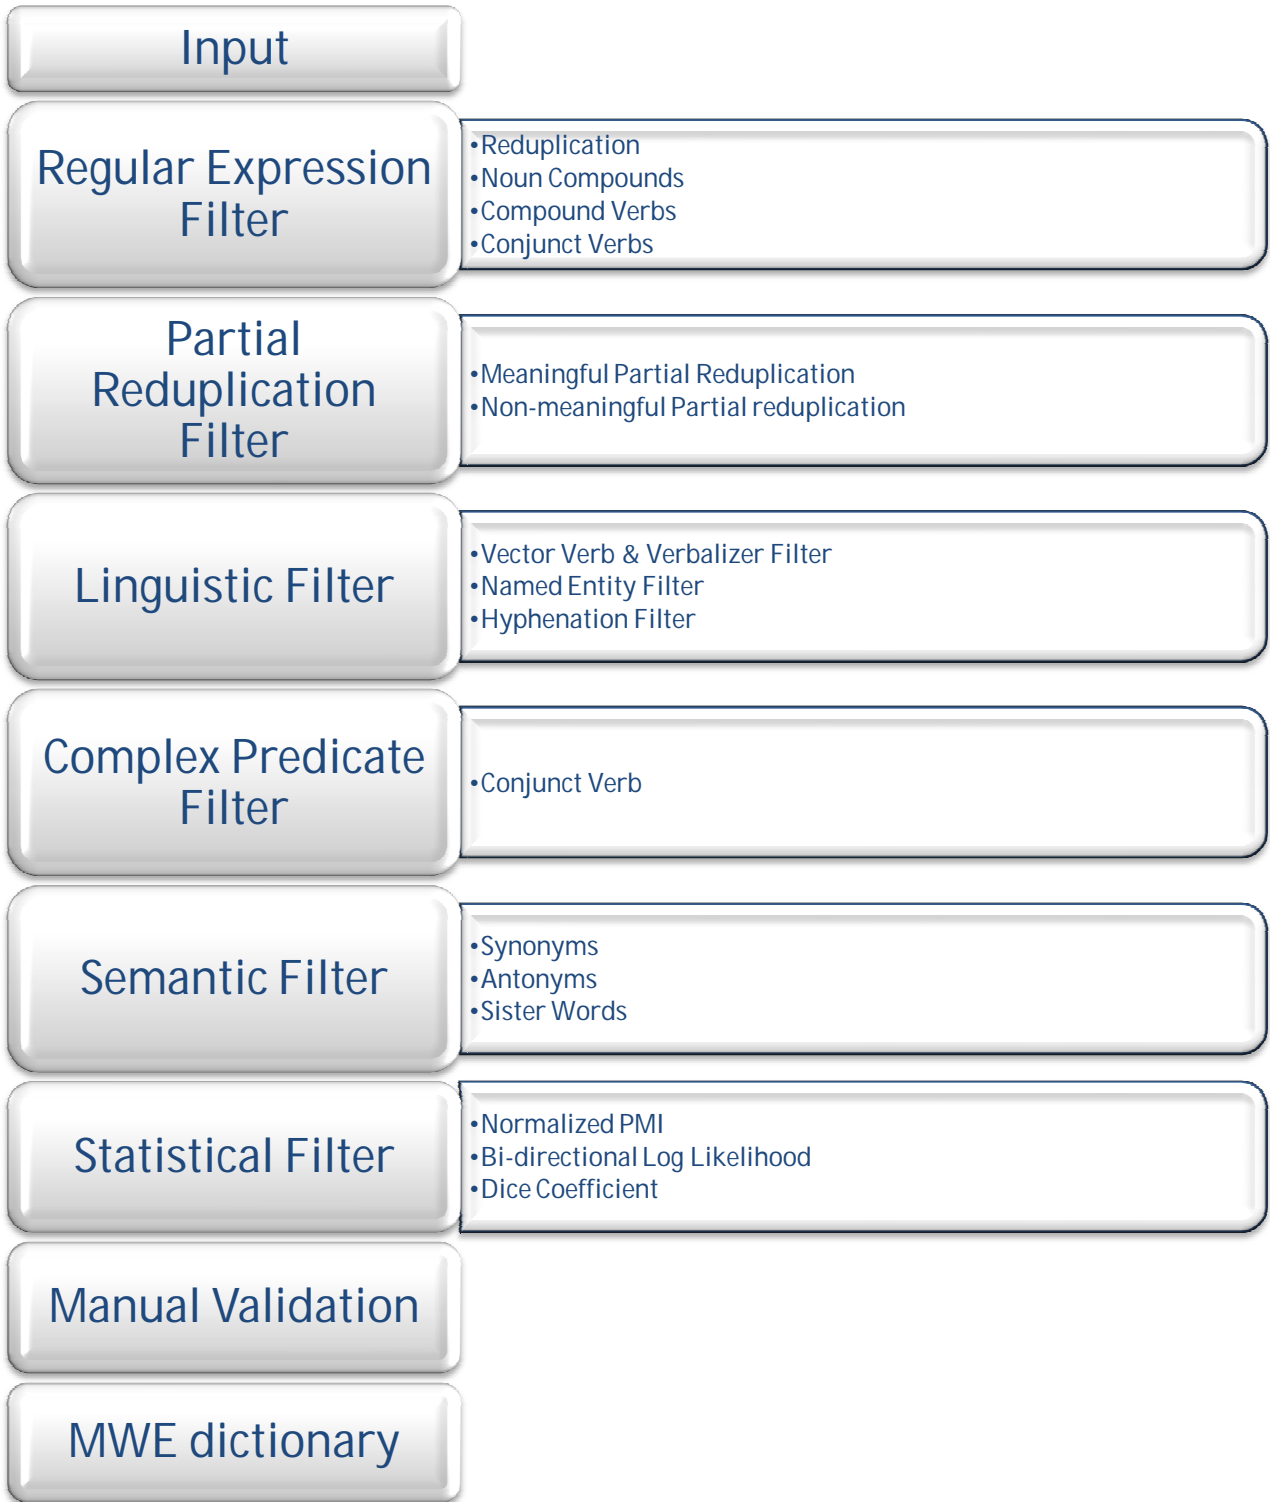 Input
Regular Expression
Filter
•Reduplication
•Noun Compounds
•Compound Verbs
•Conjunct Verbs
Partial
Reduplication
Filter
•Meaningful Partial Reduplication
•Non-meaningful Partial reduplication
Linguistic Filter
•Vector Verb & Verbalizer Filter
•Named Entity Filter
•Hyphenation Filter
Complex Predicate
Filter
•Conjunct Verb
Semantic Filter
•Synonyms
•Antonyms
•Sister Words
Statistical Filter
•Normalized PMI
•Bi-directional Log Likelihood
•Dice Coefficient
Manual Validation
MWE dictionary